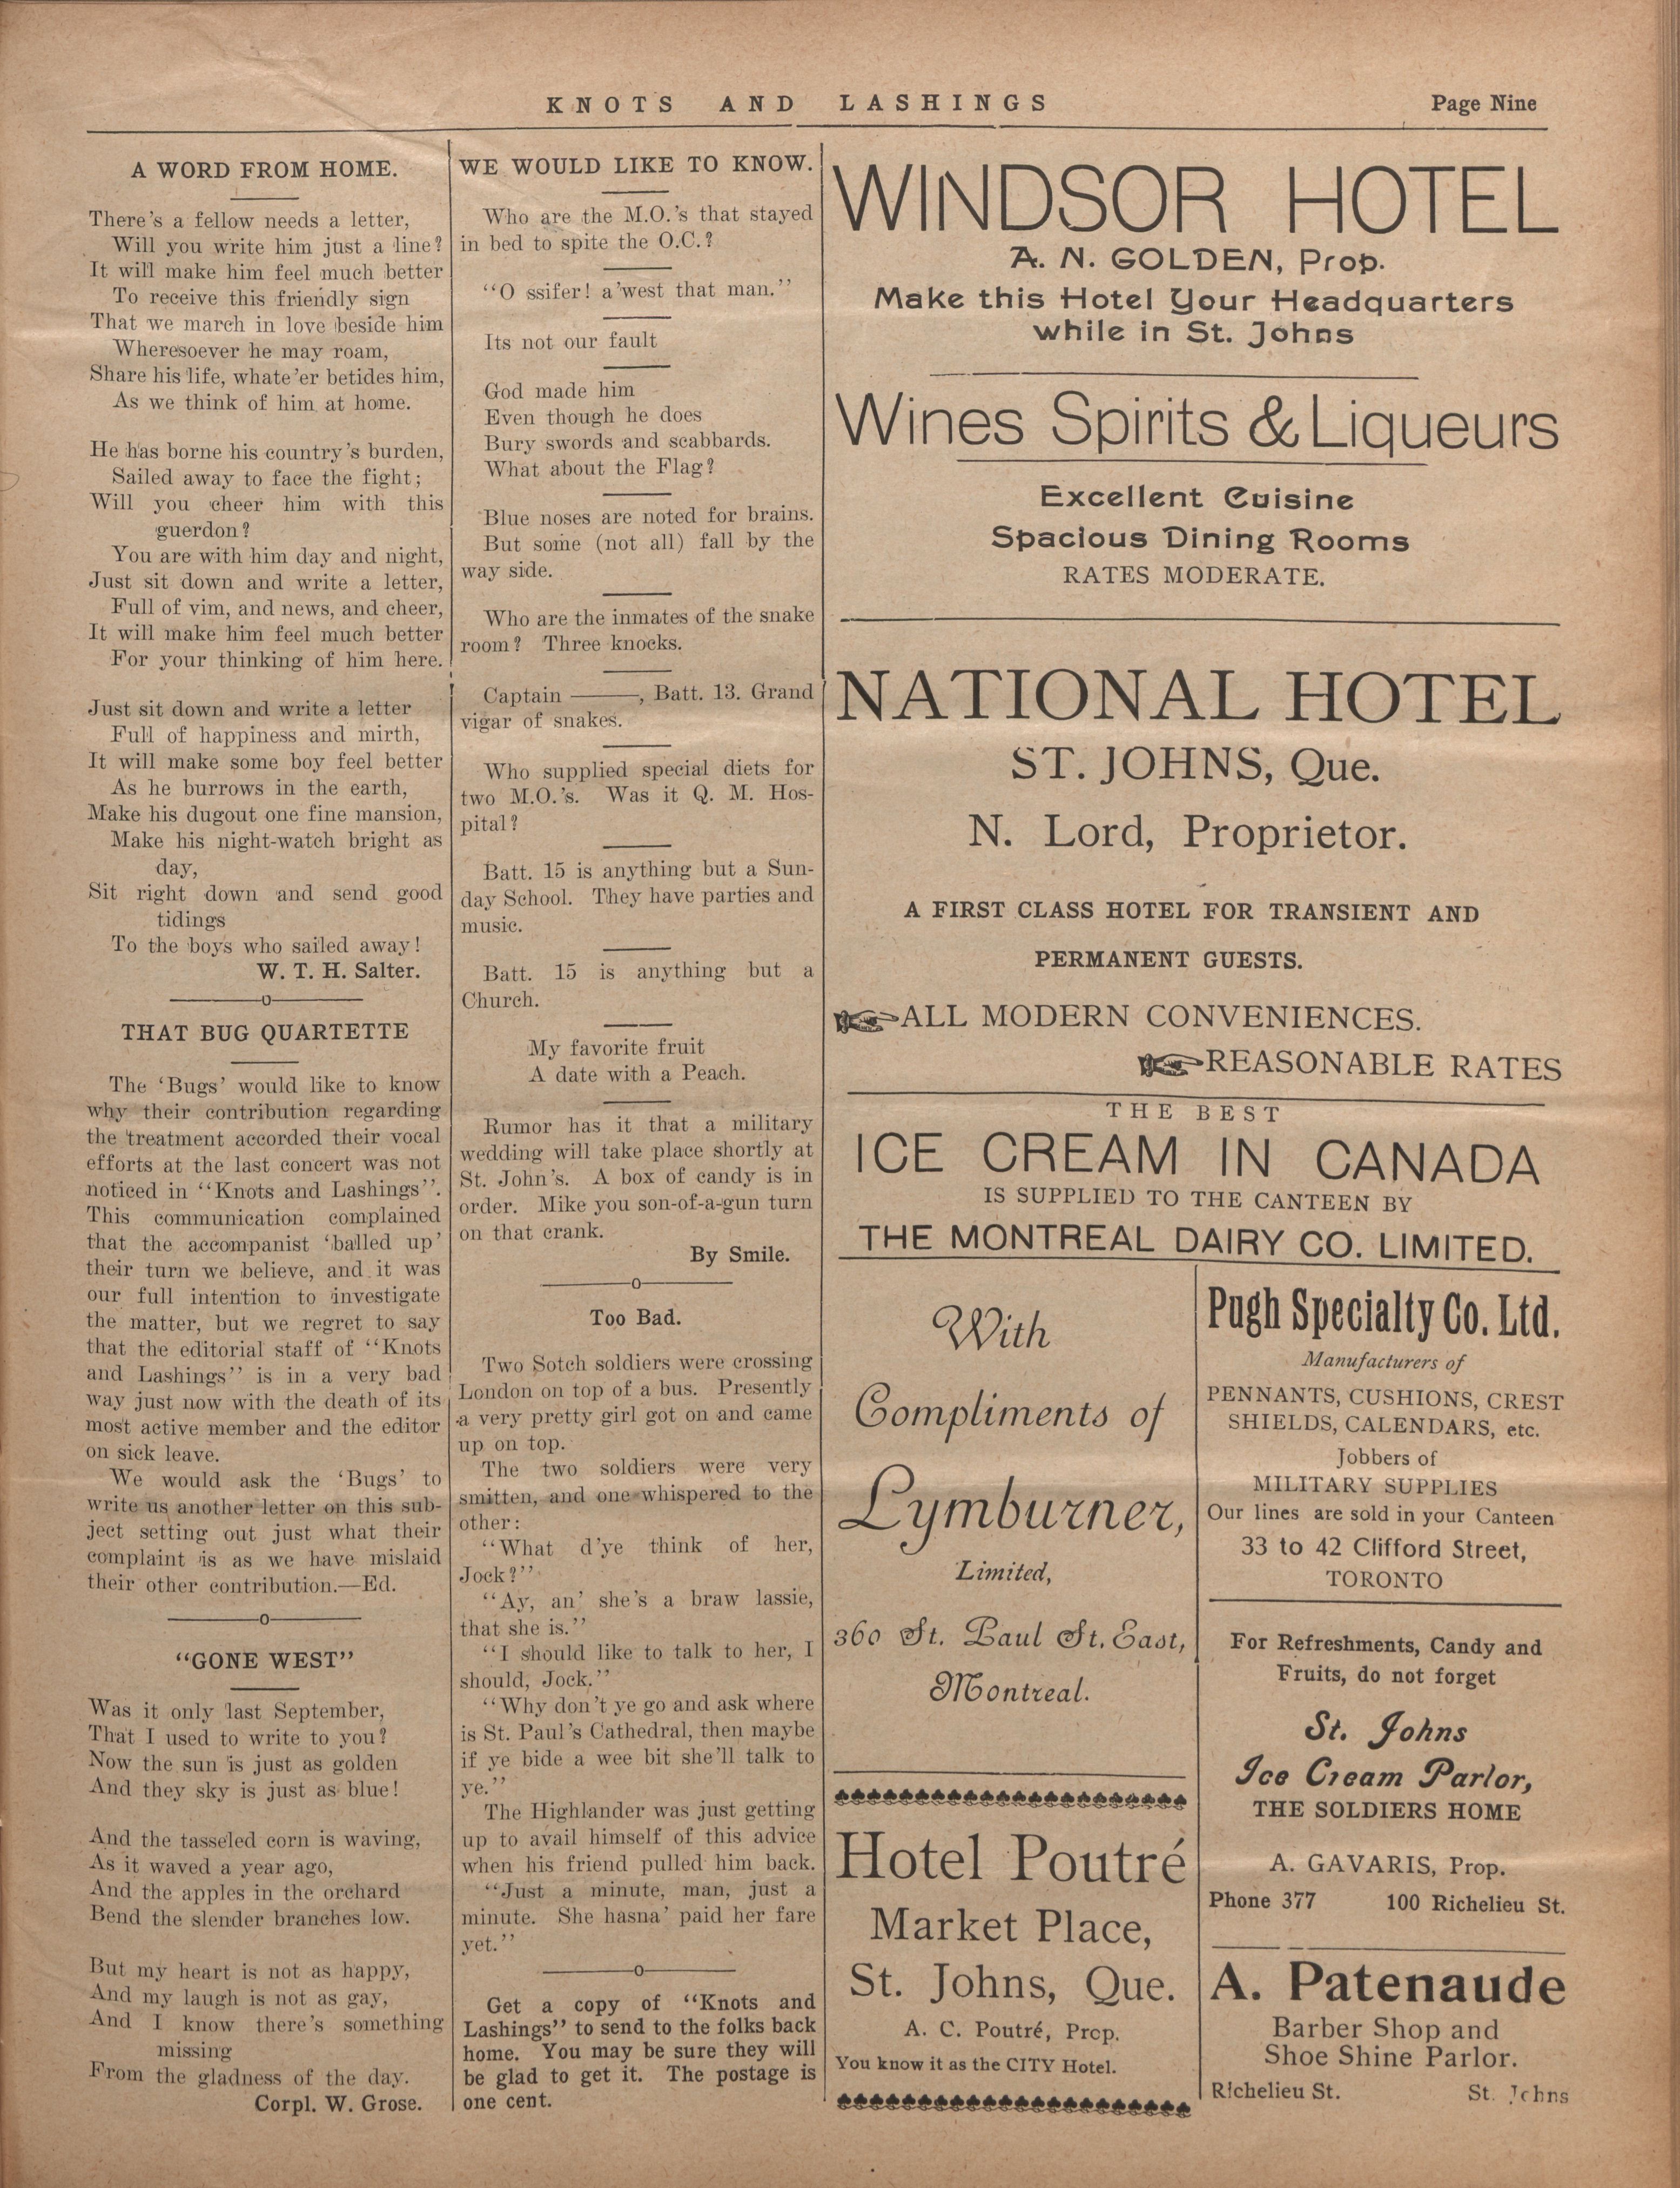 KNOTS AND LASHINGS
Page Nine
A WORD FROM HOME.
There's a fellow needs a letter,
Will you write him just a line?
It will make him feel much better
To receive this friendly sign
That we march in love beside him
Wheresoever he may roam,
Share his life, whate'er betides him,
As we think of him at home.
He has borne his country's burden,
Sailed away to face the fight;
Will you cheer him with this
guerdon?
You are with him day and night,
Just sit down and write a letter,
Full of vim, and news, and cheer,
It will make him feel much better
For your thinking of him here.
Just sit down and write a letter
Full of happiness and mirth,
It will make some boy feel better
As he burrows in the earth,
Make his dugout one fine mansion,
Make his night-watch bright as
day,
Sit right down and send good
tidings
To the boys who sailed away!
W. T. H. Salter.
THAT BUG QUARTETTE
The 'Bugs' would like to know
why their contribution regarding
the treatment accorded their vocal
efforts at the last concert was not
noticed in "Knots and Lashings".
This communication complained
that the accompanist 'balled up'
their turn we believe, and it was
our full intention to investigate
the matter, but we regret to say
that the editorial staff of "Knots
and Lashings" is in a very bad
way just now with the death of its
most active member and the editor
on sick leave.
We would ask the 'Bugs' to
write us another letter on this sub-
ject setting out just what their
complaint is as we have mislaid
their other contribution.—Ed.
"GONE WEST"
Was it only last September,
That I used to write to you?
Now the sun is just as golden
And they sky is just as blue!
And the tasseled corn is waving,
As it waved a year ago,
And the apples in the orchard
Bend the slender branches low.
But my heart is not as happy,
And my laugh is not as gay,
And I know there's something
missing
From the gladness of the day.
Corpl. W. Grose.
WE WOULD LIKE TO KNOW.
Who are the M.O.'s that stayed
in bed to spite the O.C.?
"O ssifer! a'west that man."
Its not our fault
God made him
Even though he does
Bury swords and scabbards.
What about the Flag?
Blue noses are noted for brains.
But some (not all) fall by the
way side.
Who are the inmates of the snake
room? Three knocks.
Captain ———, Batt. 13. Grand
vigar of snakes.
Who supplied special diets for
two M.O.'s. Was it Q. M. Hos-
pital?
Batt. 15 is anything but a Sun-
day School. They have parties and
music.
Batt. 15 is anything but a
Church.
My favorite fruit
A date with a Peach.
Rumor has it that a military
wedding will take place shortly at
St. John's. A box of candy is in
order. Mike you son-of-a-gun turn
on that crank.
By Smile.
Too Bad.
Two Sotch soldiers were crossing
London on top of a bus. Presently
a very pretty girl got on and came
up on top.
The two soldiers were very
smitten, and one whispered to the
other:
"What d'ye think of her,
Jock?"
"Ay, an' she's a braw lassie,
that she is."
"I should like to talk to her, I
should, Jock."
"Why don't ye go and ask where
is St. Paul's Cathedral, then maybe
if ye bide a wee bit she'll talk to
ye."
The Highlander was just getting
up to avail himself of this advice
when his friend pulled him back.
"Just a minute, man, just a
minute. She hasna' paid her fare
yet."
Get a copy of "Knots and
Lashings" to send to the folks back
home. You may be sure they will
be glad to get it. The postage is
one cent.
WINDSOR HOTEL
A. N. GOLDEN, Prop.
Make this Hotel Your Headquarters
while in St. Johns
Wines Spirits & Liqueurs
Excellent Cuisine
Spacious Dining Rooms
RATES MODERATE.
NATIONAL HOTEL
ST. JOHNS, Que.
N. Lord, Proprietor.
A FIRST CLASS HOTEL FOR TRANSIENT AND
PERMANENT GUESTS.
ALL MODERN CONVENIENCES.
REASONABLE RATES
THE BEST
ICE CREAM IN CANADA
IS SUPPLIED TO THE CANTEEN BY
THE MONTREAL DAIRY CO. LIMITED.
With
Compliments of
Lymburner,
Limited,
360 St. Paul St. East,
Montreal.
Hotel Poutré
Market Place,
St. Johns, Que.
A. C. Poutré, Prop.
You know it as the CITY Hotel.
Pugh Specialty Co. Ltd.
Manufacturers of
PENNANTS, CUSHIONS, CREST
SHIELDS, CALENDARS, etc.
Jobbers of
MILITARY SUPPLIES
Our lines are sold in your Canteen
33 to 42 Clifford Street,
TORONTO
For Refreshments, Candy and
Fruits, do not forget
St. Johns
Ice Cream Parlor,
THE SOLDIERS HOME
A. GAVARIS, Prop.
Phone 377 100 Richelieu St.
A. Patenaude
Barber Shop and
Shoe Shine Parlor.
Richelieu St. St. Johns